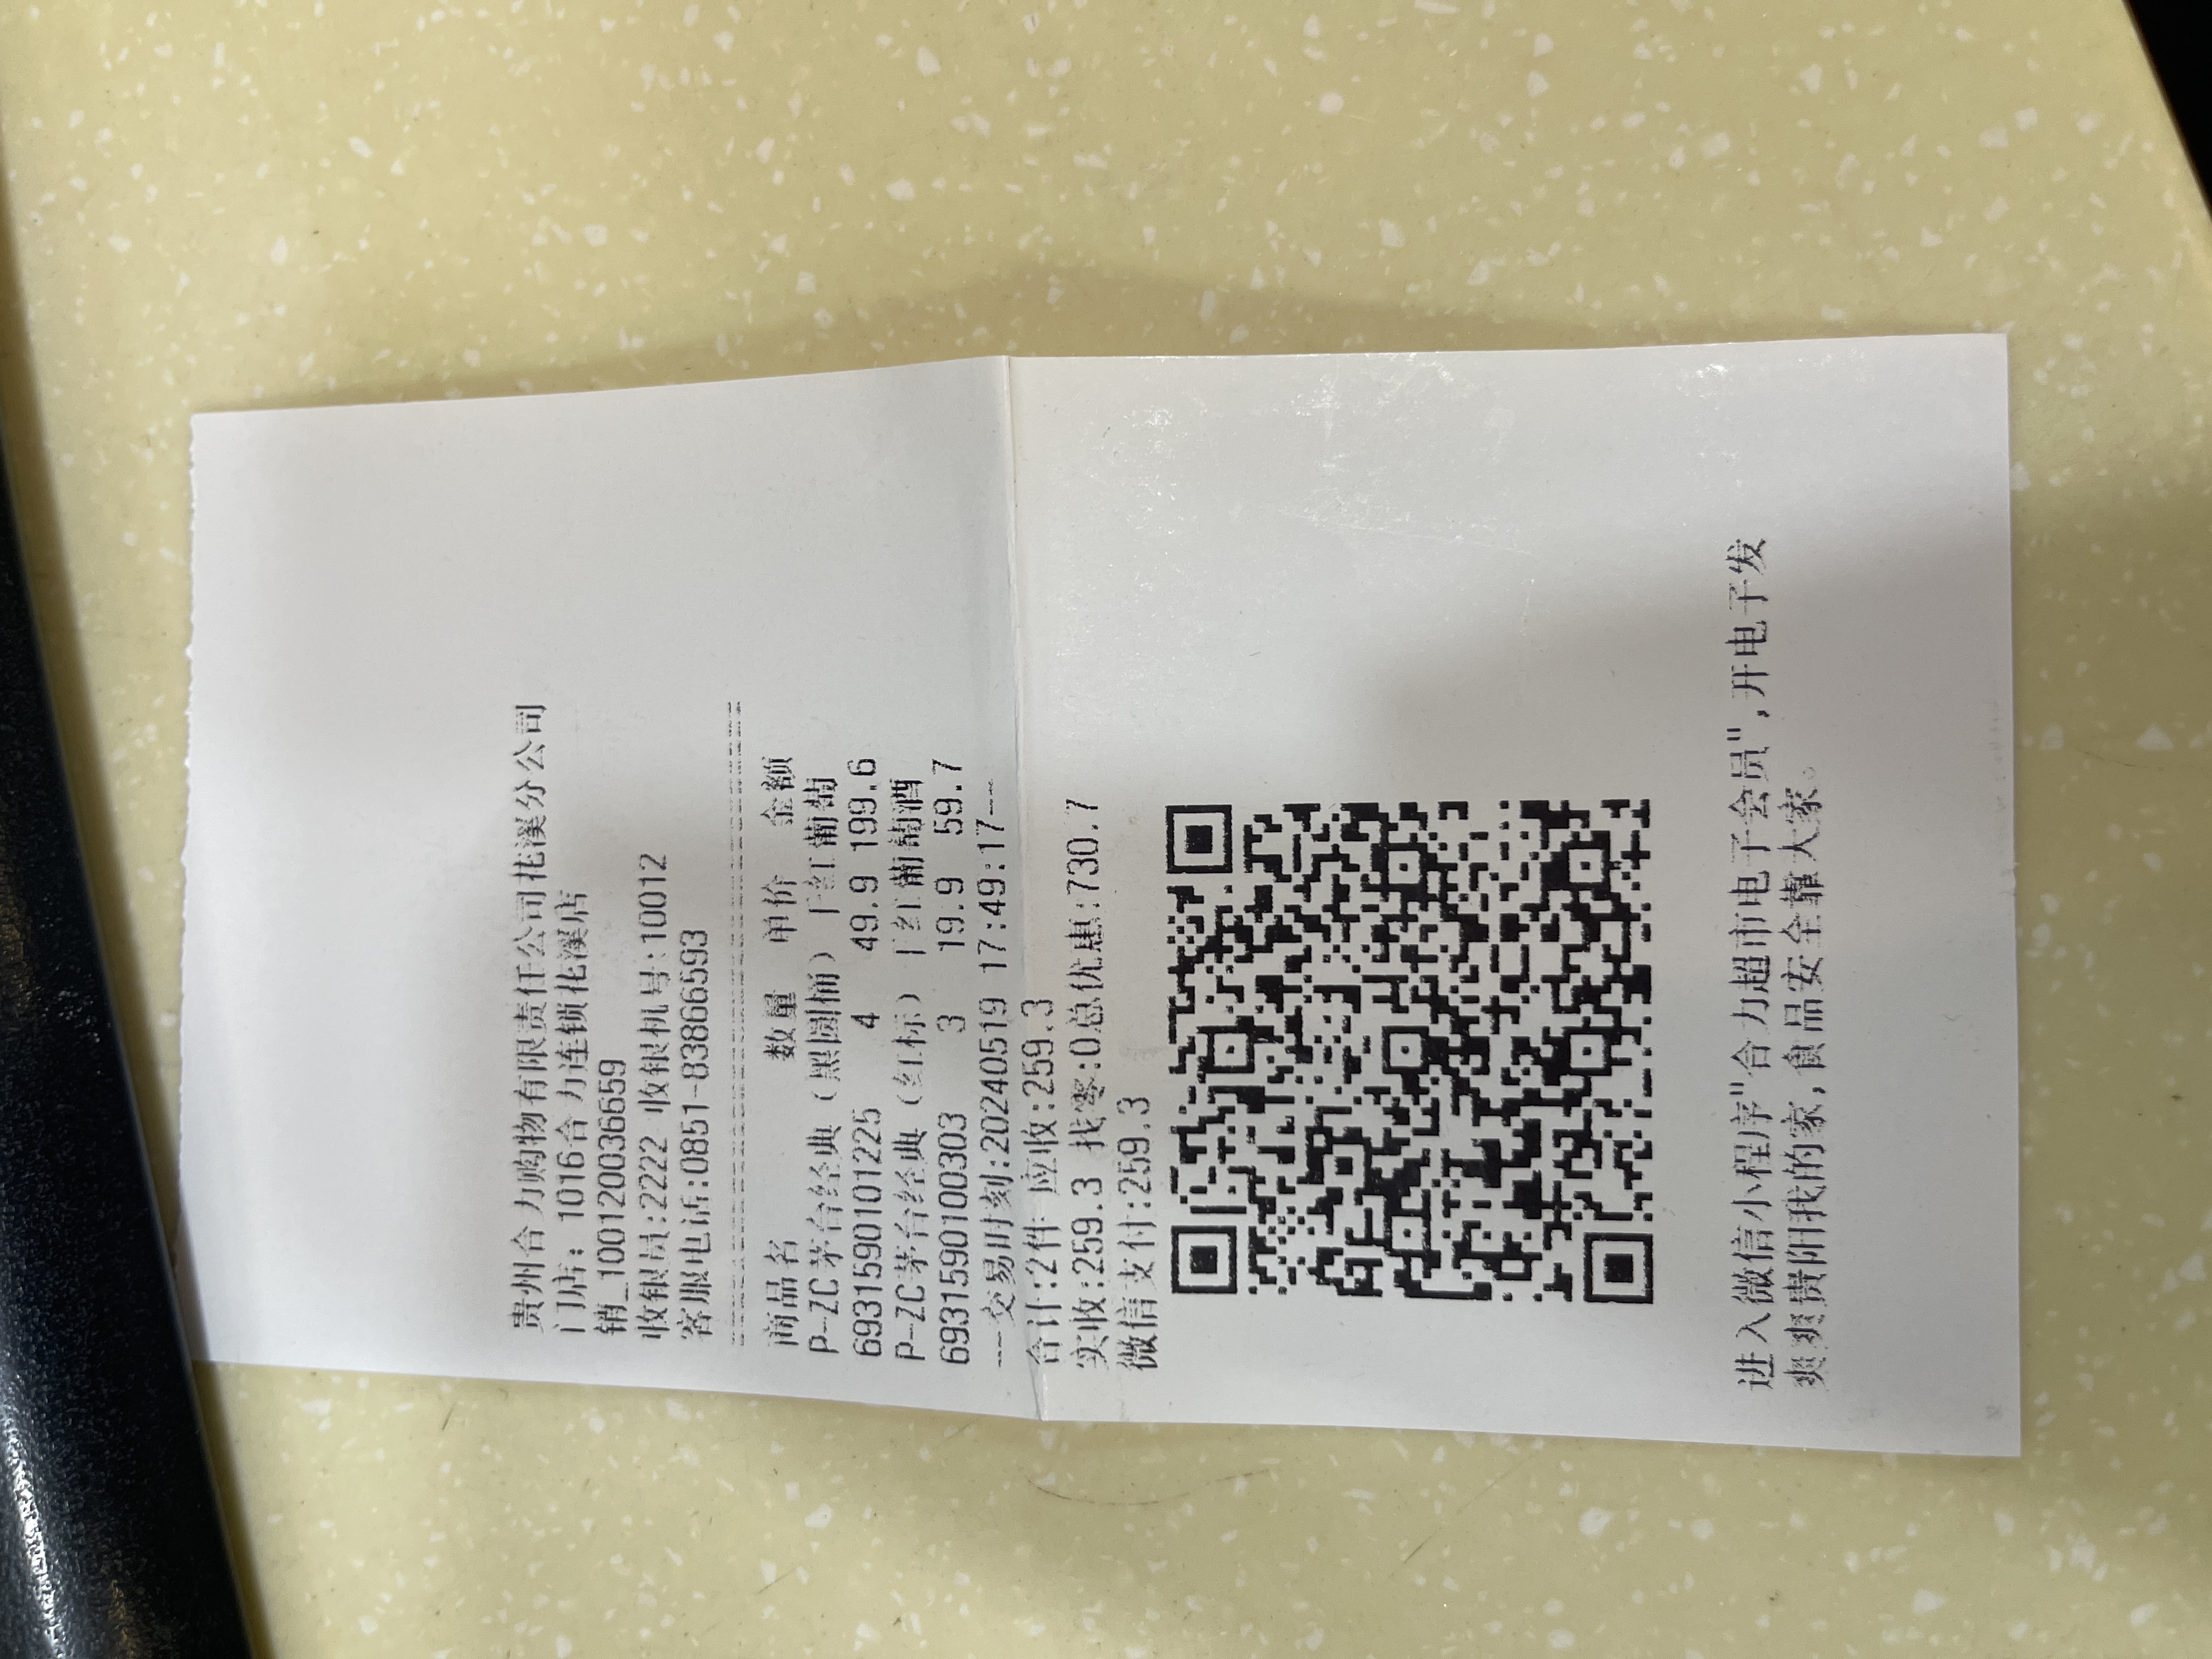 贵州合力购物有限责任公司花溪分公司
门店: 1016合力连锁花溪店
销_100120036659
收银员:2222 收银机号:10012
客服电话:0851-83866593
商品名 数量 单价 金额
P-ZC茅台经典（黑圆桶）干红葡萄
6931590101225 4 49.9 199.6
P-ZC茅台经典（红标）干红葡萄酒
6931590100303 3 19.9 59.7
---交易时刻:20240519 17:49:17--
合计:2件 应收:259.3
实收:259.3 找零:0总优惠:730.7
微信支付:259.3
进入微信小程序"合力超市电子会员",开电子发
爽爽贵阳我的家,食品安全靠大家。